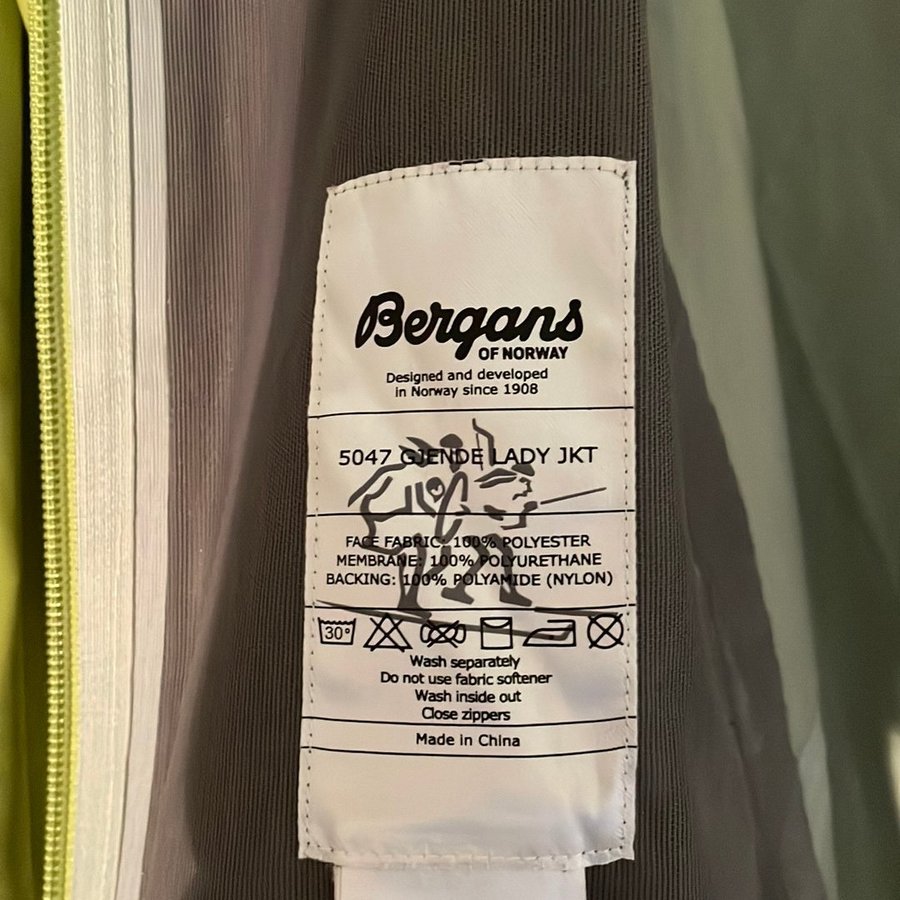 Bergans
OF NORWAY
Designed and developed
in Norway since 1908
5047 GJENDE LADY JKT
FACE FABRIC: 100% POLYESTER
MEMBRANE: 100% POLYURETHANE
BACKING: 100% POLYAMIDE (NYLON)
30°
Wash separately
Do not use fabric softener
Wash inside out
Close zippers
Made in China